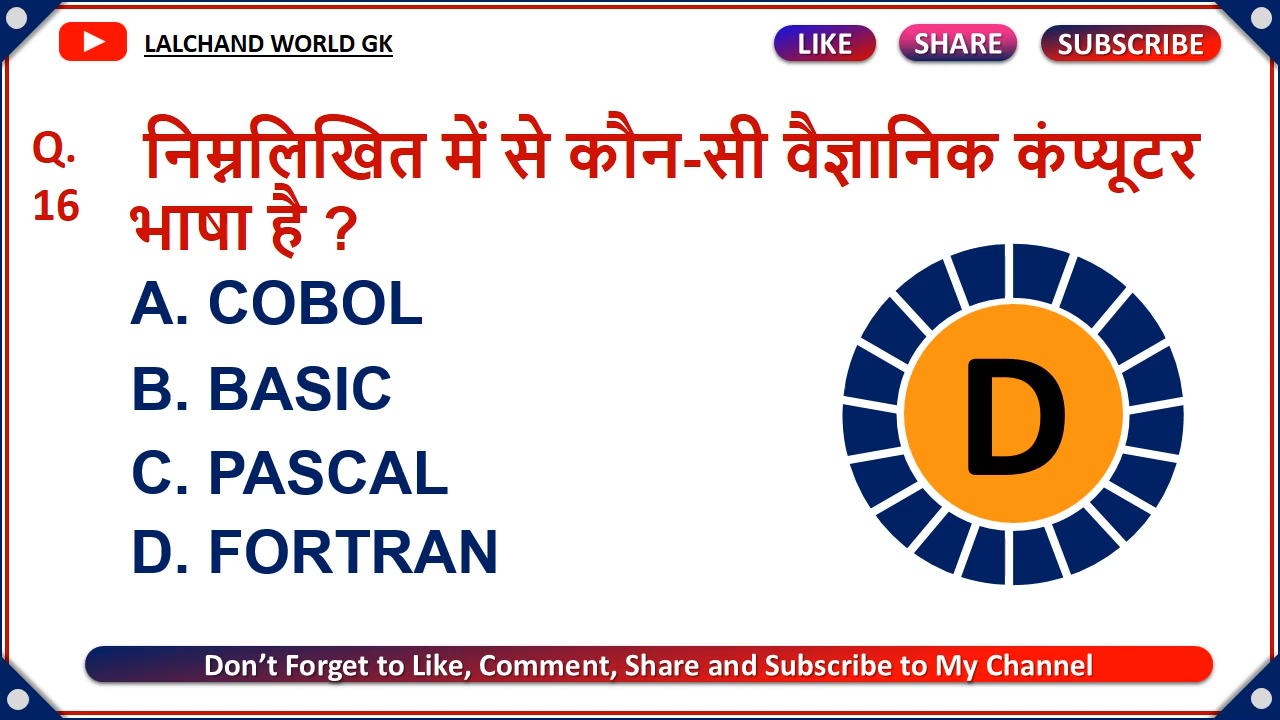 LALCHAND WORLD GK
LIKE
SHARE
SUBSCRIBE
Q. 16
निम्नलिखित में से कौन-सी वैज्ञानिक कंप्यूटर
भाषा है ?
A. COBOL
B. BASIC
C. PASCAL
D. FORTRAN
D
Don’t Forget to Like, Comment, Share and Subscribe to My Channel